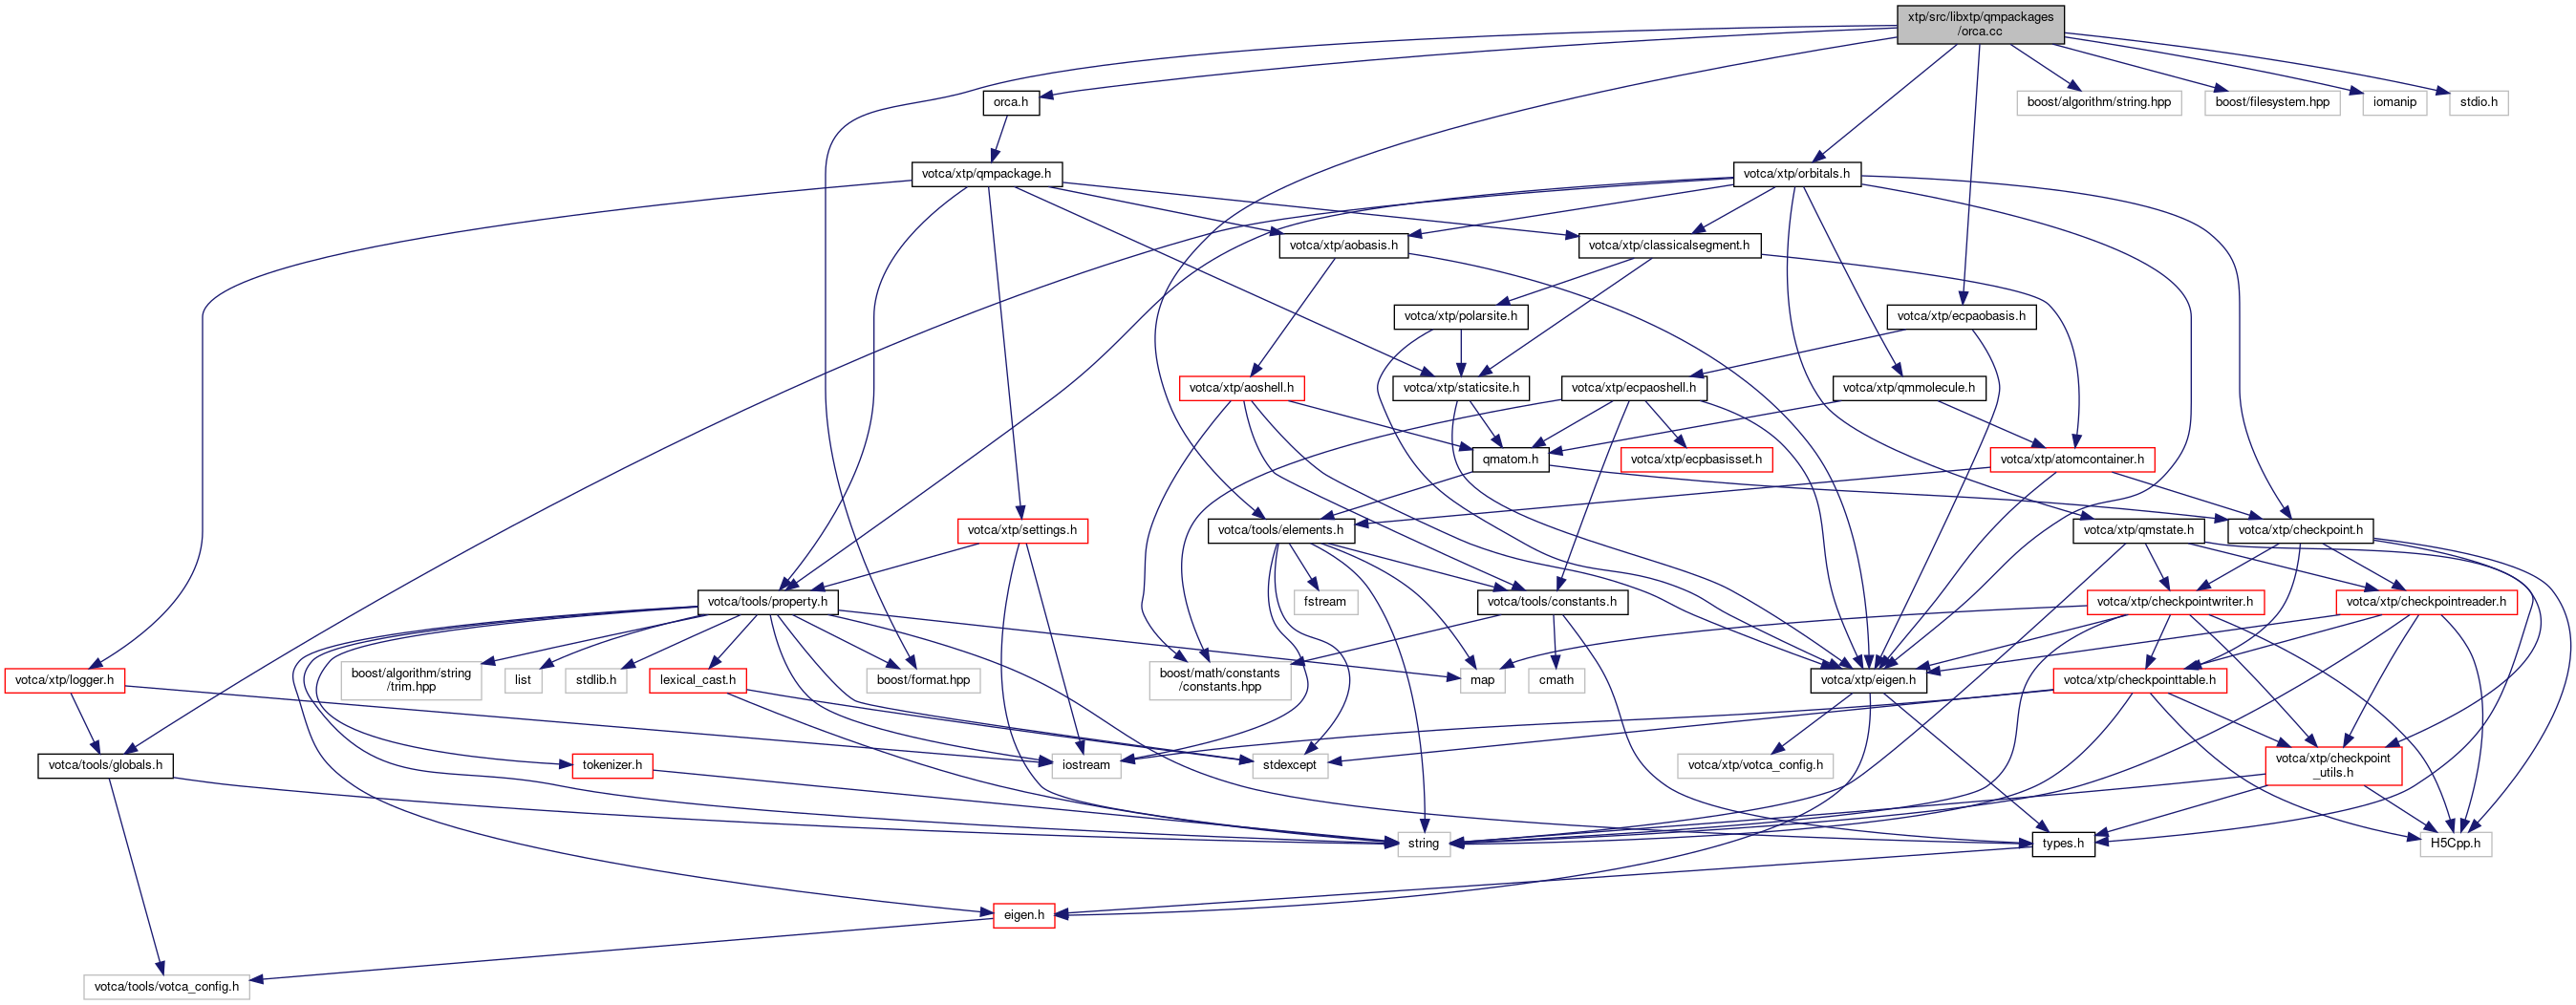 xtp/src/libxtp/qmpackages
/orca.cc
orca.h
boost/algorithm/string.hpp
boost/filesystem.hpp
iomanip
stdio.h
votca/xtp/qmpackage.h
votca/xtp/orbitals.h
votca/xtp/aobasis.h
votca/xtp/classicalsegment.h
votca/xtp/polarsite.h
votca/xtp/ecpaobasis.h
votca/xtp/aoshell.h
votca/xtp/staticsite.h
votca/xtp/ecpaoshell.h
votca/xtp/qmmolecule.h
qmatom.h
votca/xtp/ecpbasisset.h
votca/xtp/atomcontainer.h
votca/xtp/settings.h
votca/tools/elements.h
votca/xtp/qmstate.h
votca/xtp/checkpoint.h
votca/tools/property.h
fstream
votca/tools/constants.h
votca/xtp/checkpointwriter.h
votca/xtp/checkpointreader.h
votca/xtp/logger.h
boost/algorithm/string
/trim.hpp
list
stdlib.h
lexical_cast.h
boost/format.hpp
boost/math/constants
/constants.hpp
map
cmath
votca/xtp/eigen.h
votca/xtp/checkpointtable.h
votca/tools/globals.h
tokenizer.h
iostream
stdexcept
votca/xtp/votca_config.h
votca/xtp/checkpoint
_utils.h
string
types.h
H5Cpp.h
eigen.h
votca/tools/votca_config.h